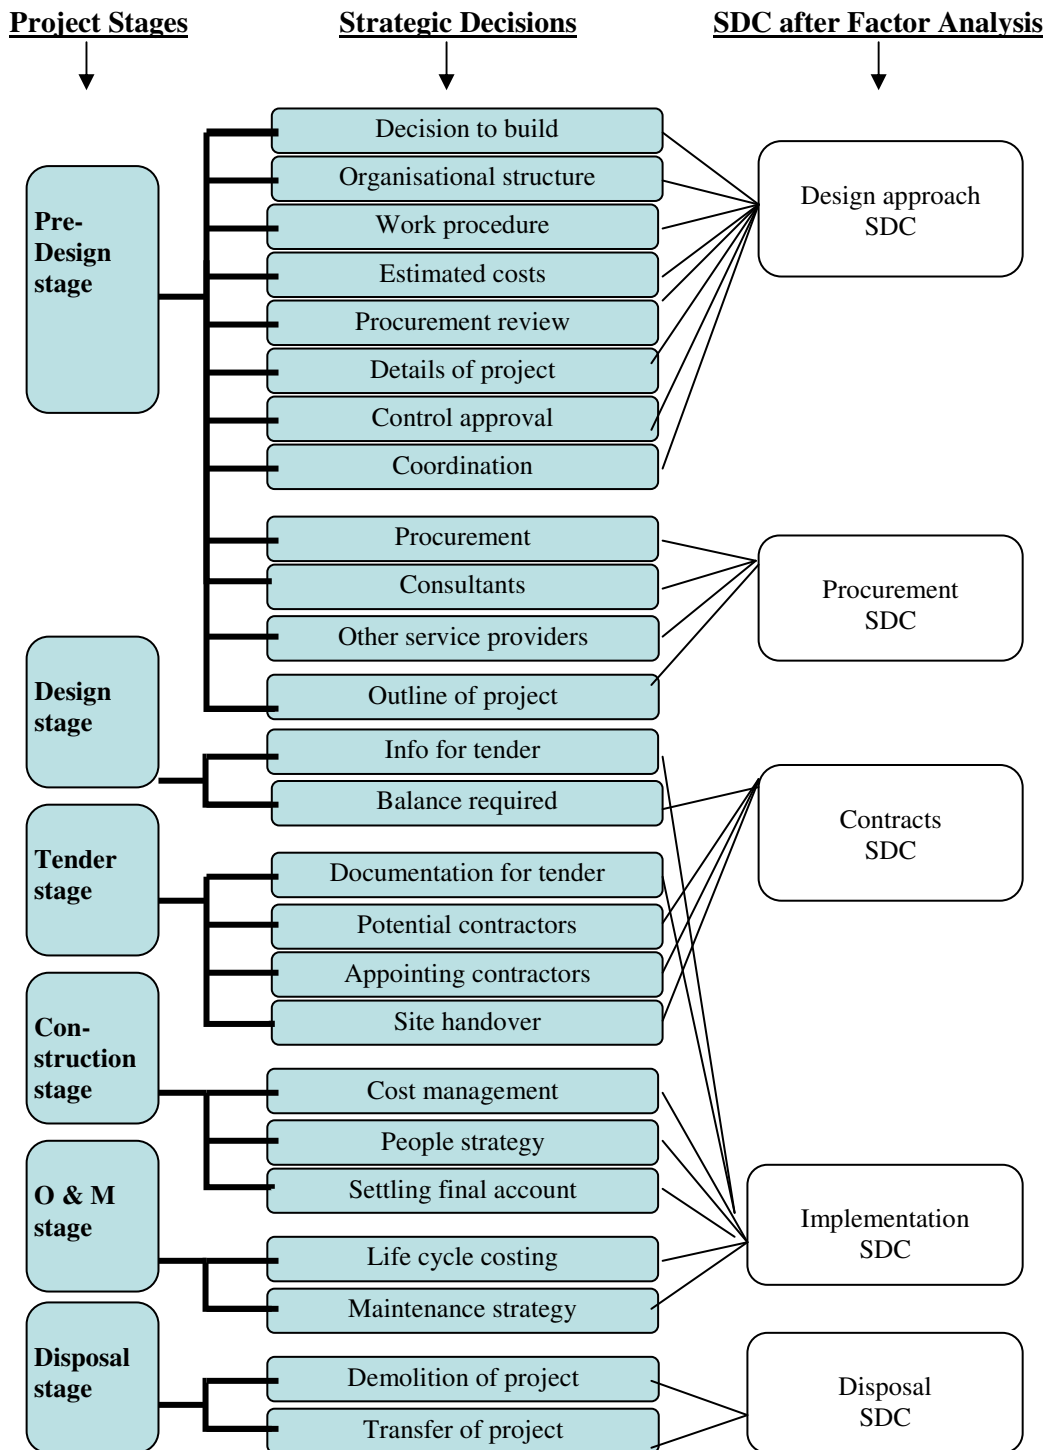 Project Stages
Strategic Decisions
SDC after Factor Analysis
Pre-
Design
stage
Decision to build
Organisational structure
Work procedure
Estimated costs
Procurement review
Details of project
Control approval
Coordination
Procurement
Consultants
Other service providers
Outline of project
Design approach
SDC
Procurement
SDC
Design
stage
Info for tender
Balance required
Contracts
SDC
Tender
stage
Documentation for tender
Potential contractors
Appointing contractors
Site handover
Con-
struction
stage
Cost management
People strategy
Settling final account
O & M
stage
Life cycle costing
Maintenance strategy
Implementation
SDC
Disposal
stage
Demolition of project
Transfer of project
Disposal
SDC